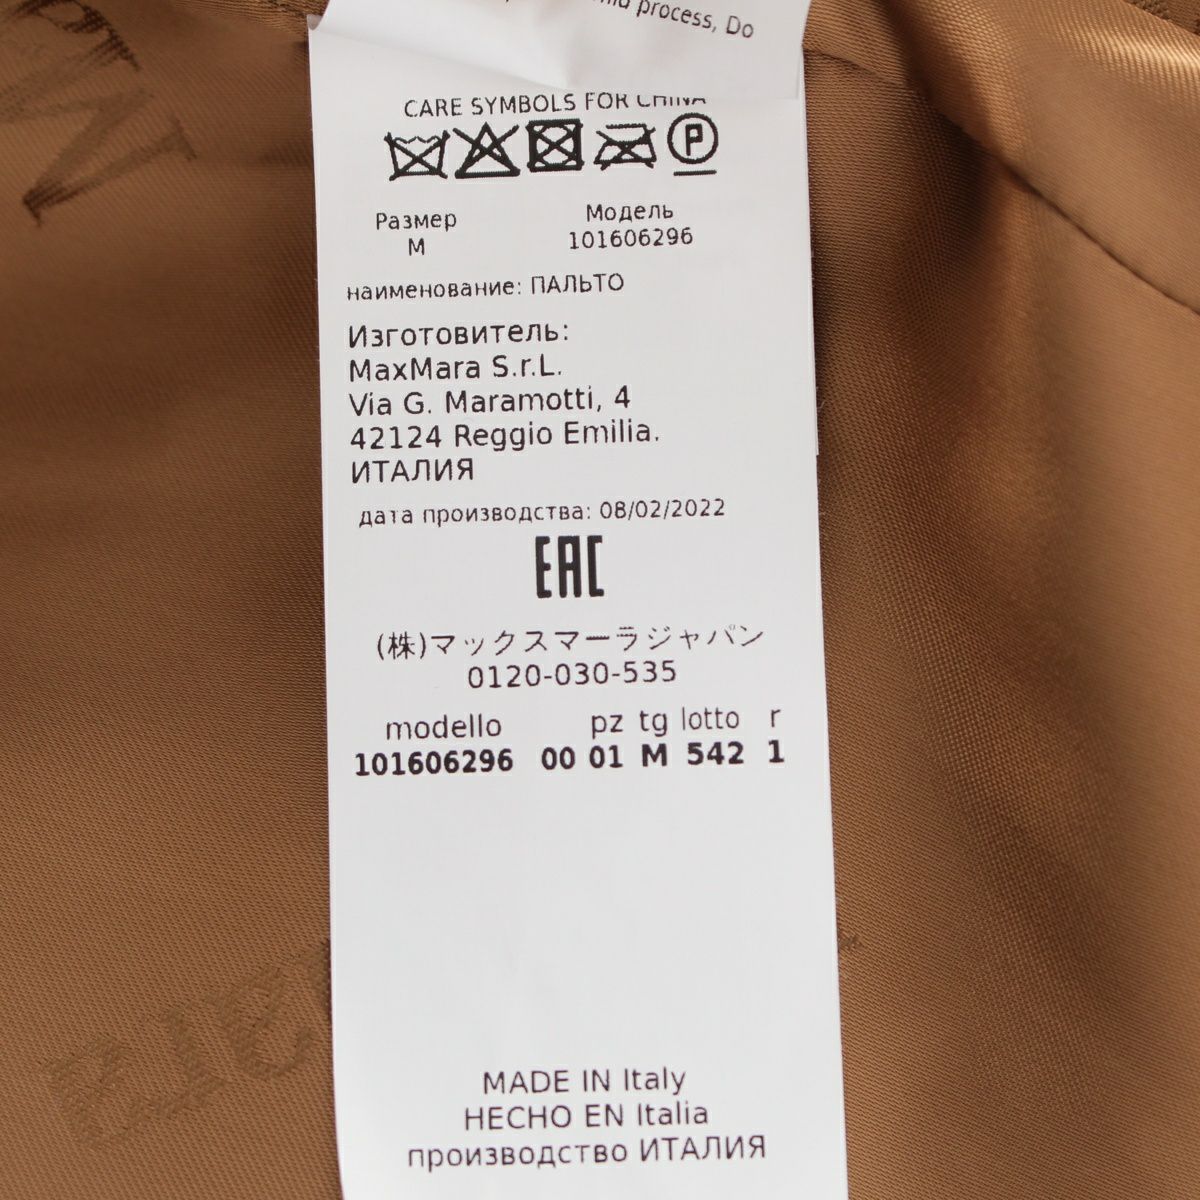 process, Do
CARE SYMBOLS FOR CHINA
P
Размер Модель
M 101606296
наименование: ПАЛЬТО
Изготовитель:
MaxMara S.r.L.
Via G. Maramotti, 4
42124 Reggio Emilia.
ИТАЛИЯ
дата производства: 08/02/2022
EAC
(株)マックスマーラジャパン
0120-030-535
modello pz tg lotto r
101606296 00 01 M 542 1
MADE IN Italy
HECHO EN Italia
производство ИТАЛИЯ